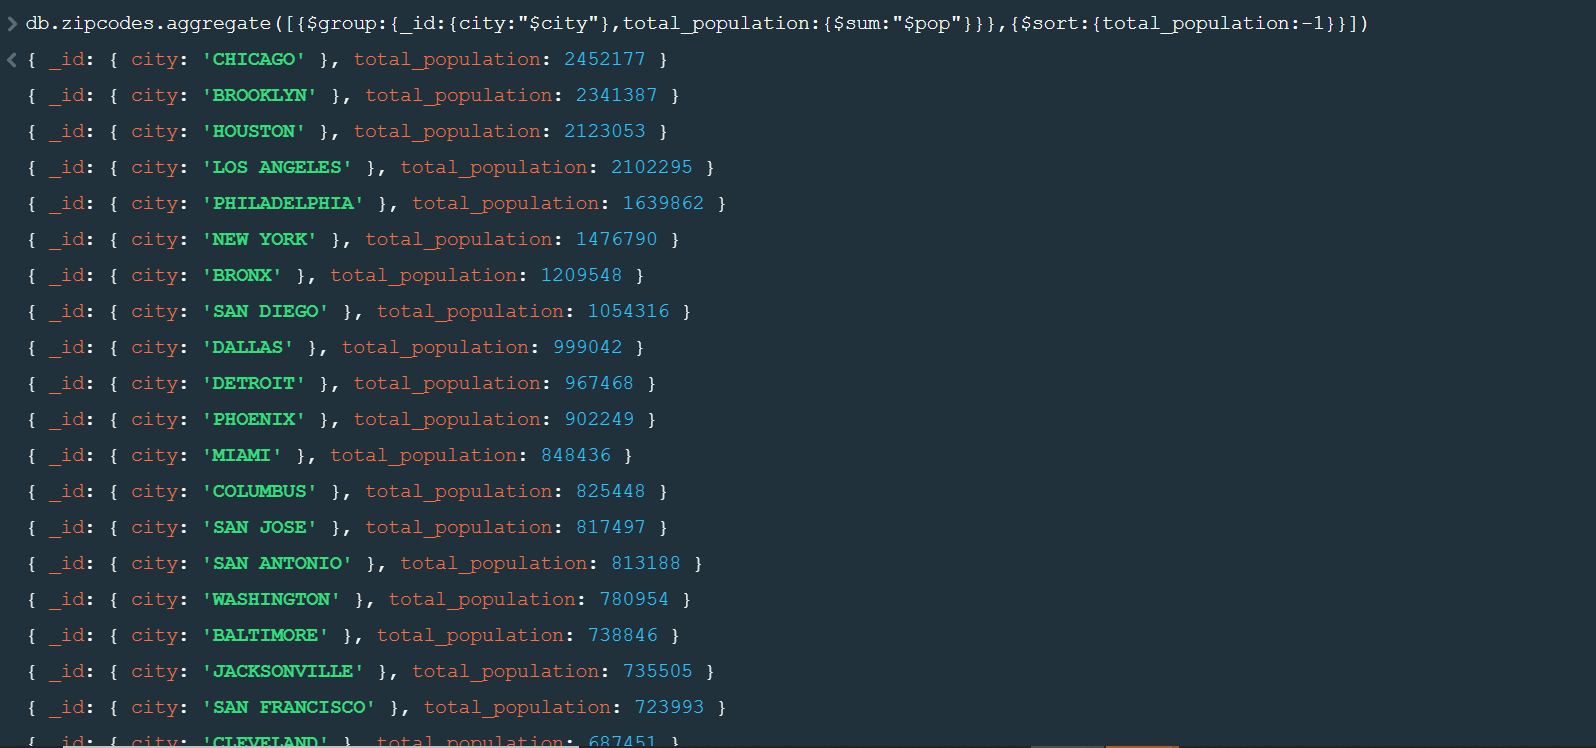 db.zipcodes.aggregate([{$group:{_id:{city:"$city"},total_population:{$sum:"$pop"}}},{$sort:{total_population:-1}}])
{ _id: { city: 'CHICAGO' }, total_population: 2452177 }
{ _id: { city: 'BROOKLYN' }, total_population: 2341387 }
{ _id: { city: 'HOUSTON' }, total_population: 2123053 }
{ _id: { city: 'LOS ANGELES' }, total_population: 2102295 }
{ _id: { city: 'PHILADELPHIA' }, total_population: 1639862 }
{ _id: { city: 'NEW YORK' }, total_population: 1476790 }
{ _id: { city: 'BRONX' }, total_population: 1209548 }
{ _id: { city: 'SAN DIEGO' }, total_population: 1054316 }
{ _id: { city: 'DALLAS' }, total_population: 999042 }
{ _id: { city: 'DETROIT' }, total_population: 967468 }
{ _id: { city: 'PHOENIX' }, total_population: 902249 }
{ _id: { city: 'MIAMI' }, total_population: 848436 }
{ _id: { city: 'COLUMBUS' }, total_population: 825448 }
{ _id: { city: 'SAN JOSE' }, total_population: 817497 }
{ _id: { city: 'SAN ANTONIO' }, total_population: 813188 }
{ _id: { city: 'WASHINGTON' }, total_population: 780954 }
{ _id: { city: 'BALTIMORE' }, total_population: 738846 }
{ _id: { city: 'JACKSONVILLE' }, total_population: 735505 }
{ _id: { city: 'SAN FRANCISCO' }, total_population: 723993 }
{ _id: { city: 'CLEVELAND' }, total_population: 687451 }